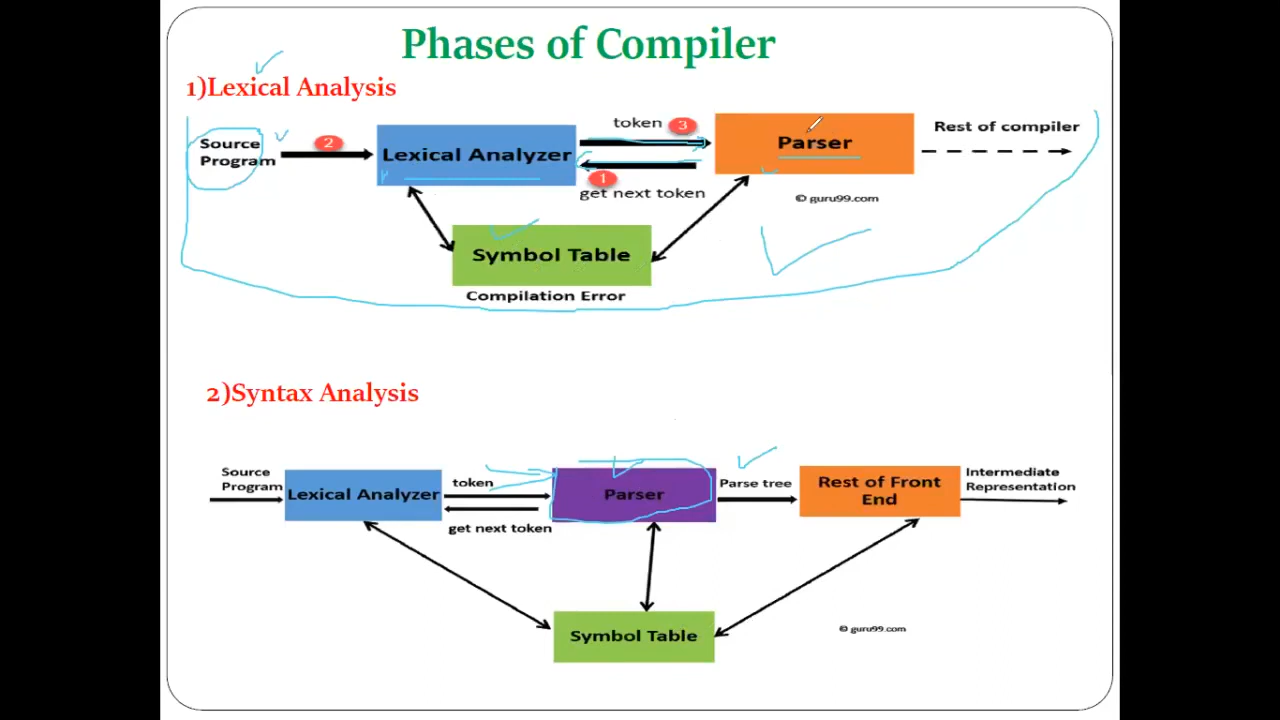 Phases of Compiler
1)Lexical Analysis
Source
Program
2
Lexical Analyzer
token
3
1
get next token
Parser
Rest of compiler
© guru99.com
Symbol Table
Compilation Error
2)Syntax Analysis
Source
Program
Lexical Analyzer
token
get next token
Parser
Parse tree
Rest of Front
End
Intermediate
Representation
Symbol Table
© guru99.com